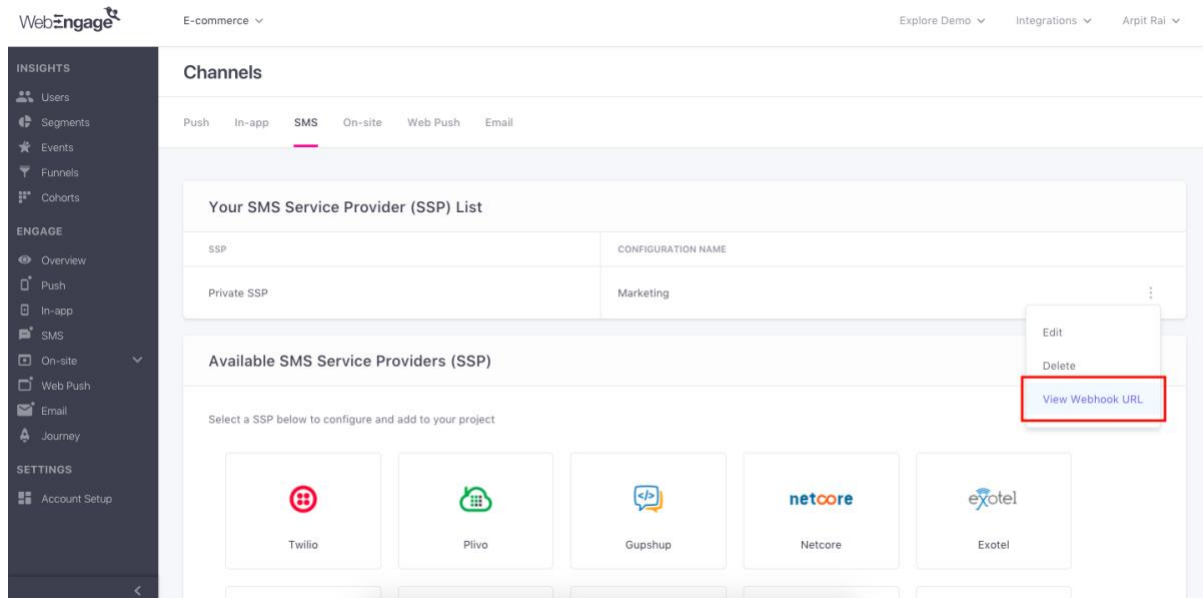 WebEngage
E-commerce
Explore Demo
Integrations
Arpit Rai
INSIGHTS
Users
Segments
Events
Funnels
Cohorts
ENGAGE
Overview
Push
In-app
SMS
On-site
Web Push
Email
Journey
SETTINGS
Account Setup
Channels
Push In-app SMS On-site Web Push Email
Your SMS Service Provider (SSP) List
SSP CONFIGURATION NAME
Private SSP Marketing
Edit
Delete
View Webhook URL
Available SMS Service Providers (SSP)
Select a SSP below to configure and add to your project
netcore
exotel
Twilio Plivo Gupshup Netcore Exotel